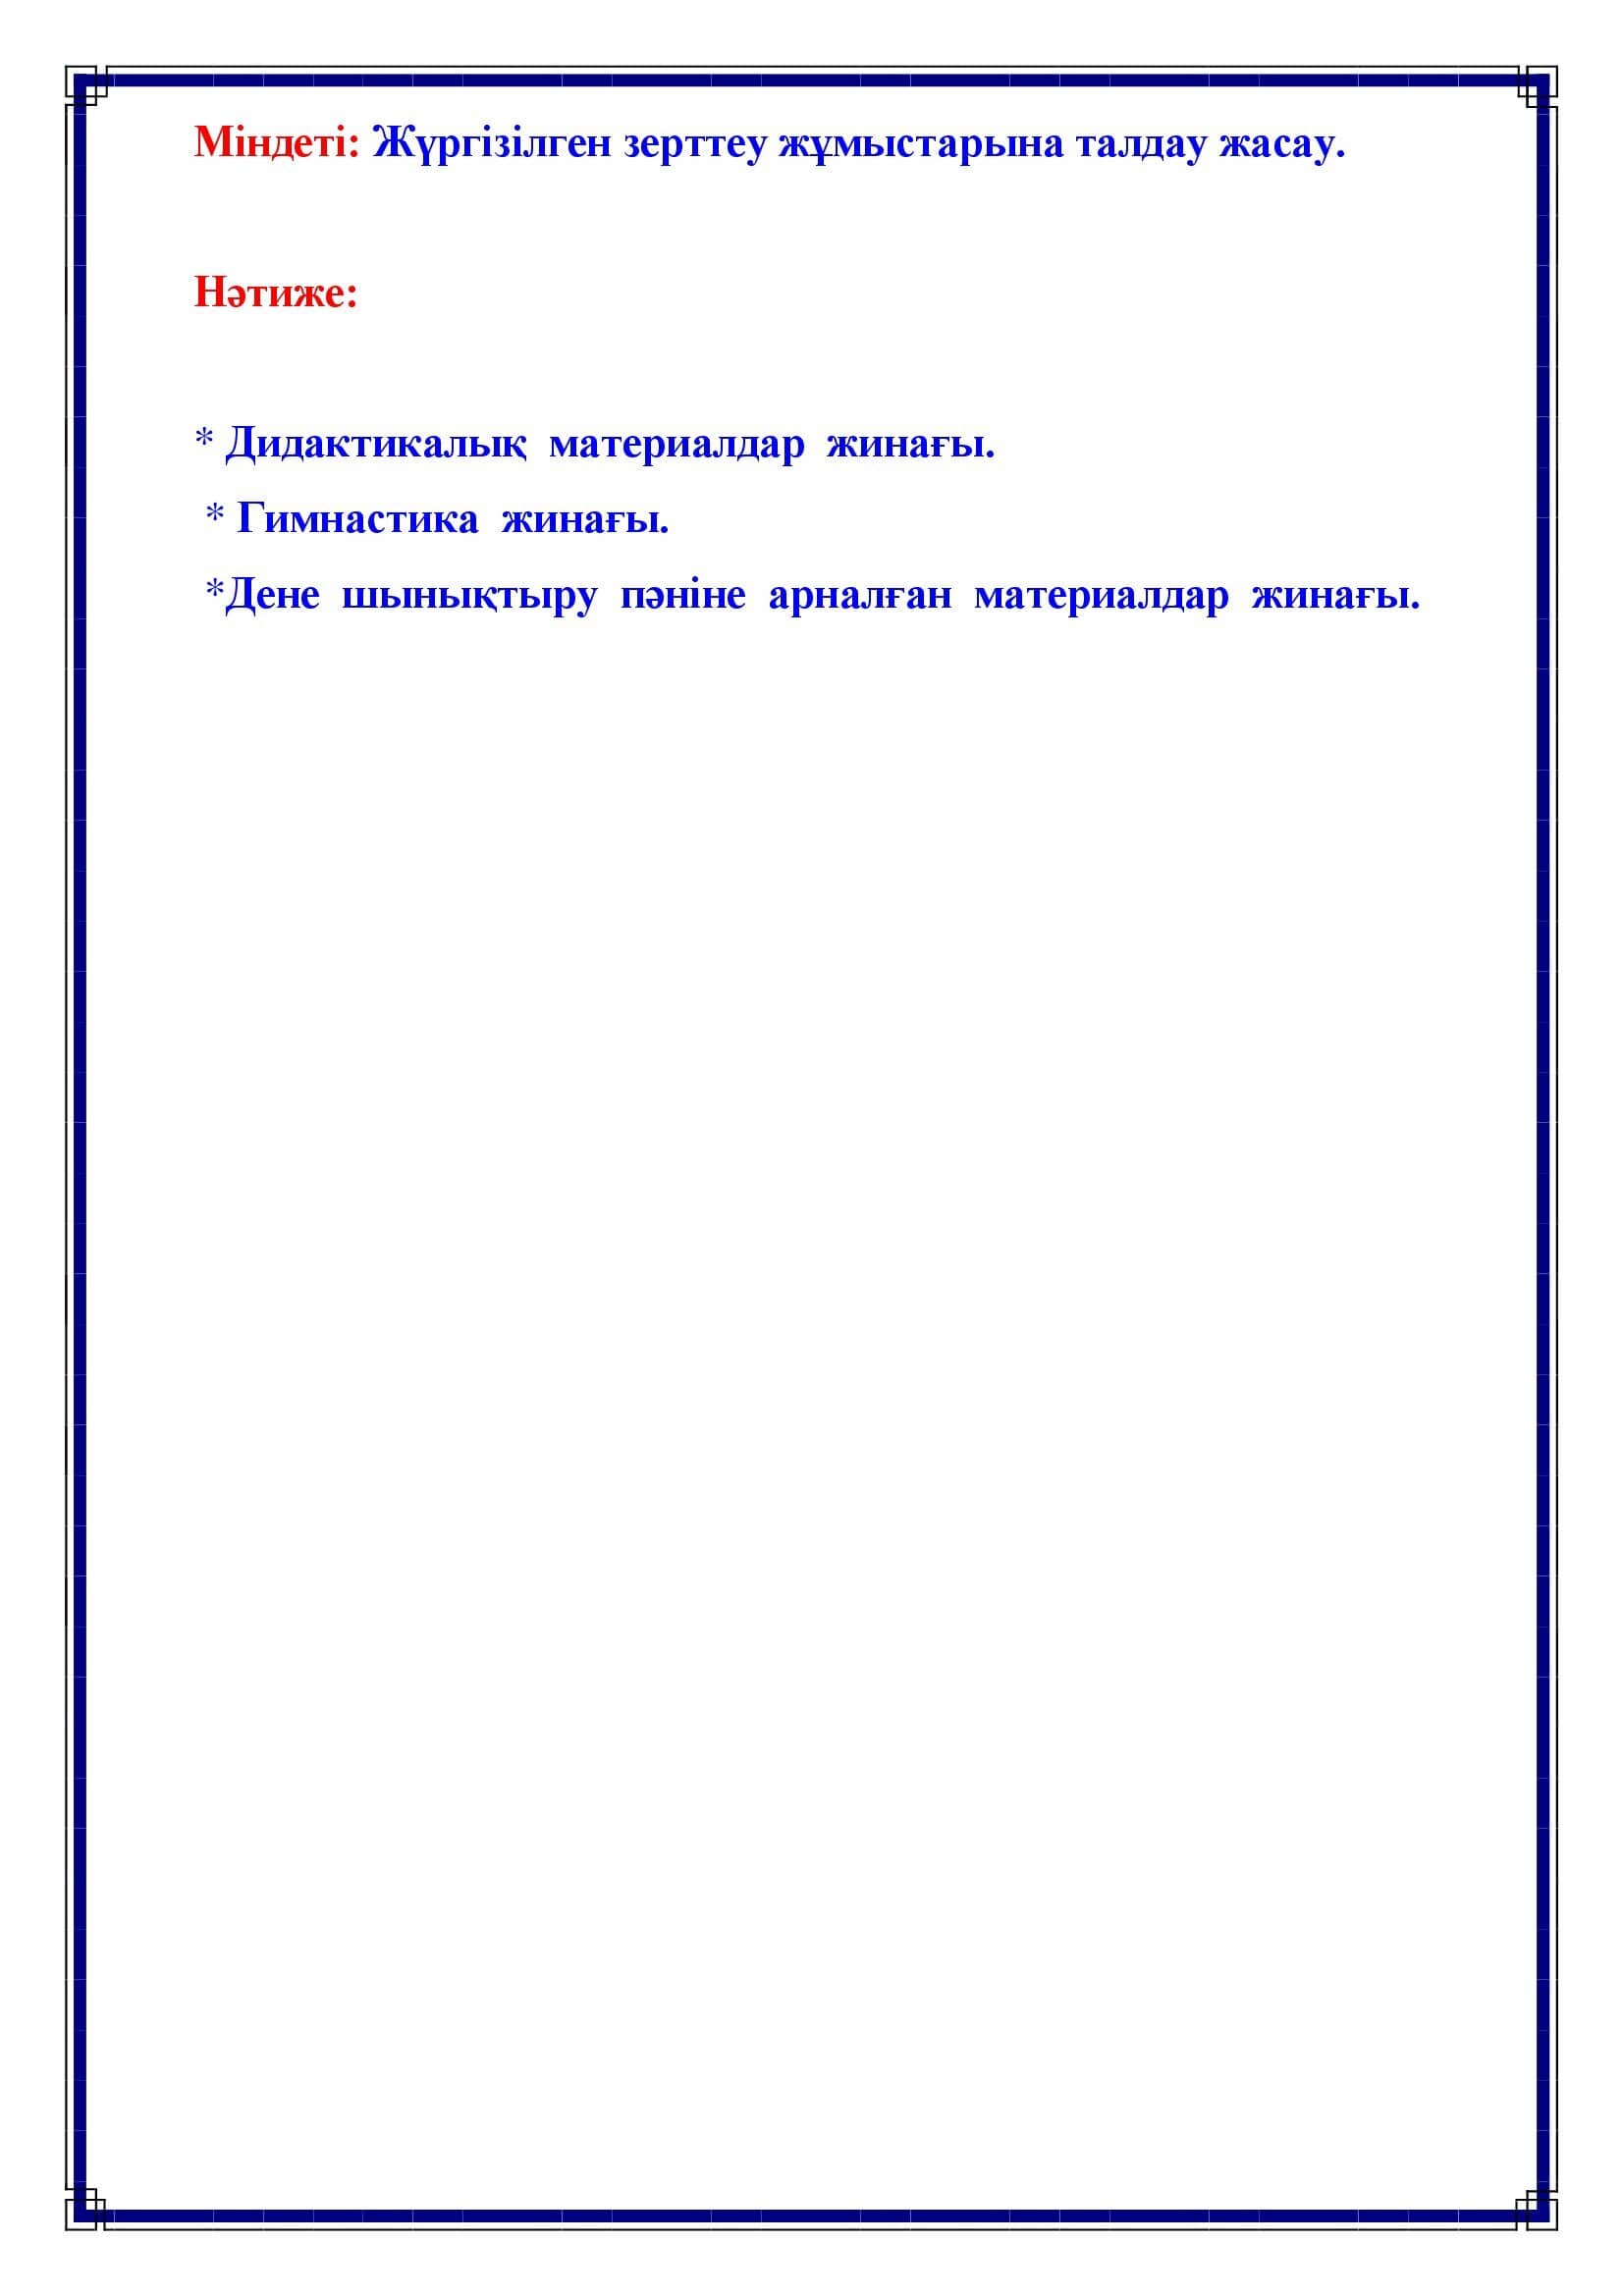 Міндеті: Жүргізілген зерттеу жұмыстарына талдау жасау.
Нәтиже:
* Дидактикалық материалдар жинағы.
* Гимнастика жинағы.
*Дене шынықтыру пәніне арналған материалдар жинағы.